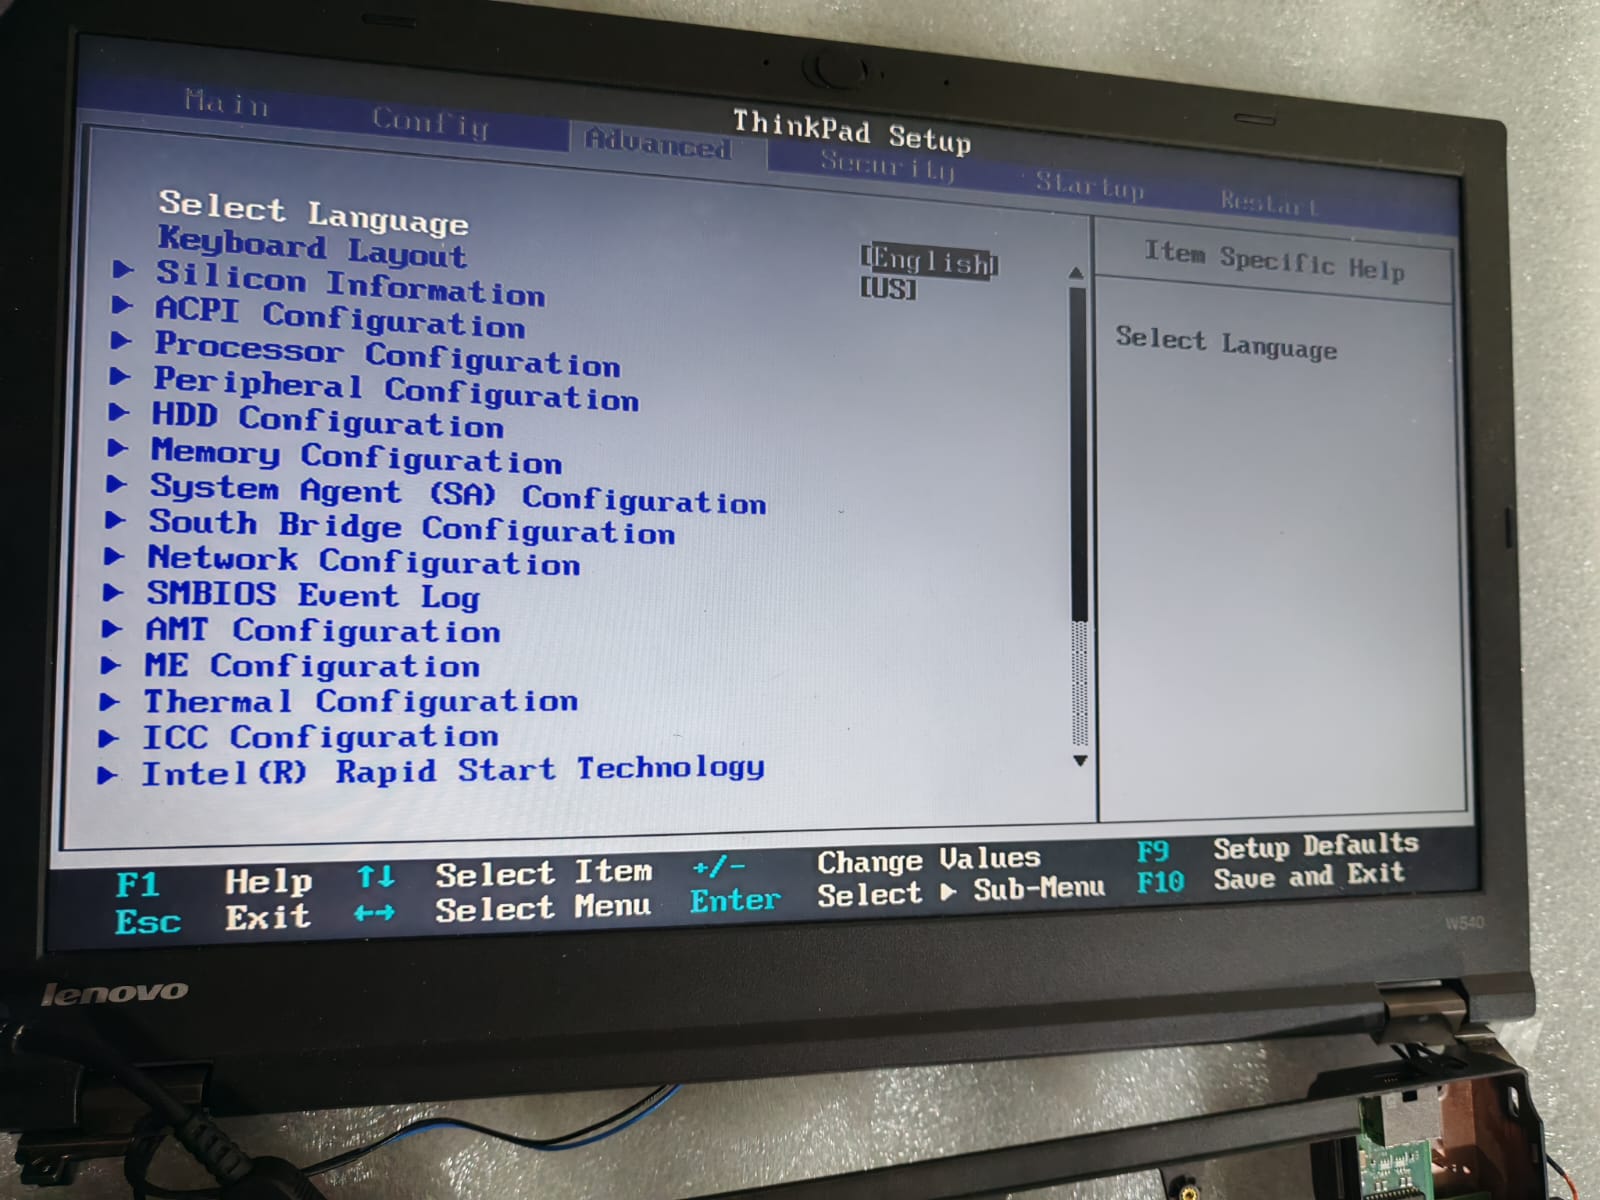 ThinkPad Setup
Main Config Advanced Security Startup Restart
Select Language [English]
Keyboard Layout [US]
Silicon Information
ACPI Configuration
Processor Configuration
Peripheral Configuration
HDD Configuration
Memory Configuration
System Agent (SA) Configuration
South Bridge Configuration
Network Configuration
SMBIOS Event Log
AMT Configuration
ME Configuration
Thermal Configuration
ICC Configuration
Intel(R) Rapid Start Technology
Item Specific Help
Select Language
F1 Help ↑↓ Select Item +/- Change Values F9 Setup Defaults
Esc Exit ←→ Select Menu Enter Select ▶ Sub-Menu F10 Save and Exit
W540
lenovo